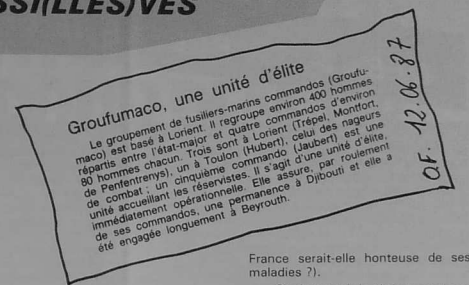 SSI(LLES)VES
Groufumaco, une unité d'élite
Le groupement de fusiliers-marins commandos (Groufu-
maco) est basé à Lorient. Il regroupe environ 400 hommes
répartis entre l'état-major et quatre commandos d'environ
80 hommes chacun. Trois sont à Lorient (Trépel, Montfort,
de Penfentenys), un à Toulon (Hubert), celui des nageurs
de combat ; un cinquième commando (Jaubert) est une
unité accueillant les réservistes. Il s'agit d'une unité d'élite,
immédiatement opérationnelle. Elle assure, par roulement
de ses commandos, une permanence à Djibouti et elle a
été engagée longuement à Beyrouth.
OF. 12.06.87
France serait-elle honteuse de ses
maladies ?).